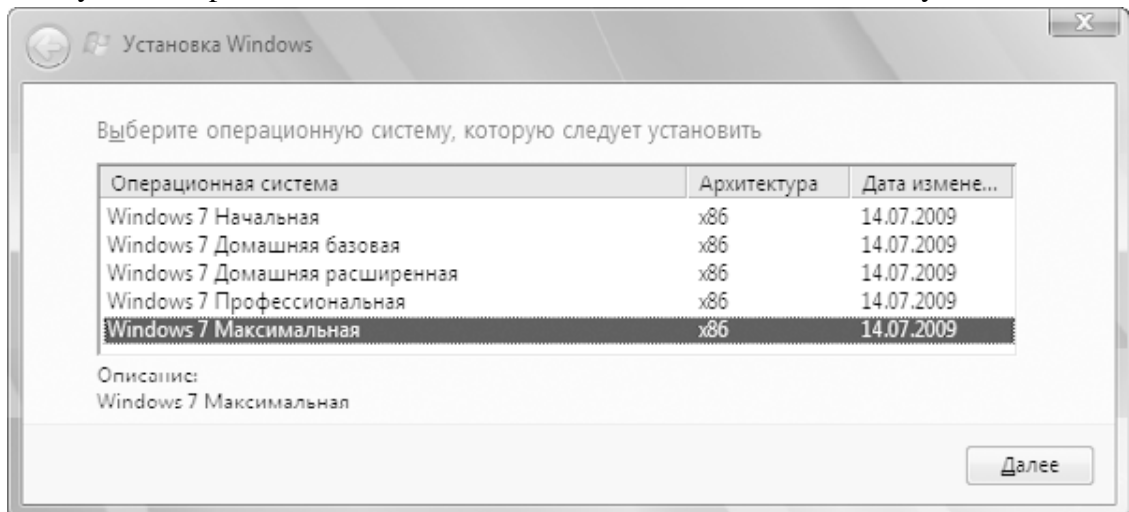 Установка Windows
Выберите операционную систему, которую следует установить
Операционная система Архитектура Дата измене...
Windows 7 Начальная x86 14.07.2009
Windows 7 Домашняя базовая x86 14.07.2009
Windows 7 Домашняя расширенная x86 14.07.2009
Windows 7 Профессиональная x86 14.07.2009
Windows 7 Максимальная x86 14.07.2009
Описание:
Windows 7 Максимальная
Далее